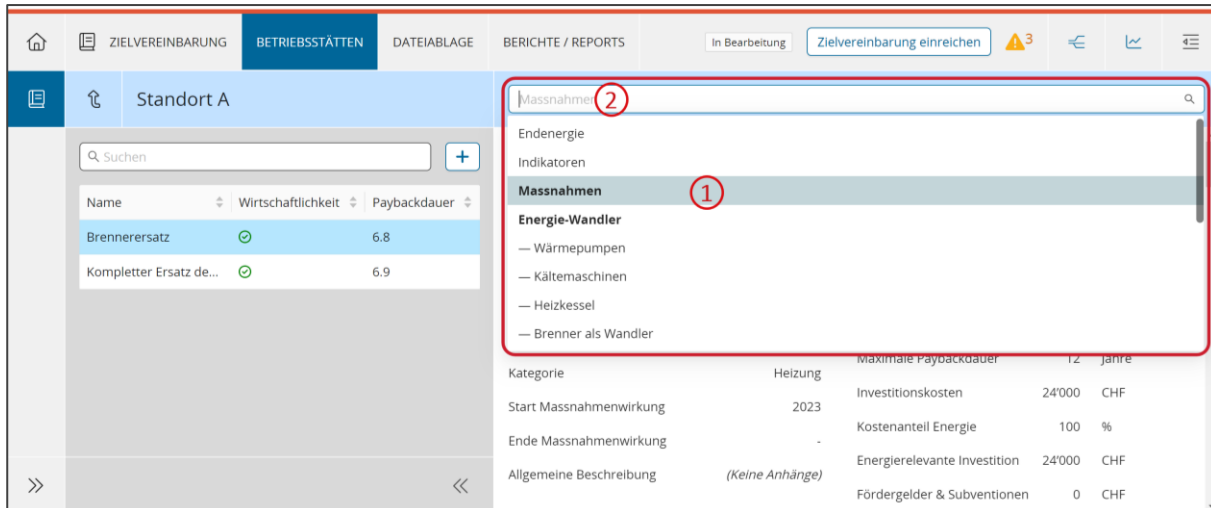 ZIELVEREINBARUNG
BETRIEBSSTÄTTEN
DATEIABLAGE
BERICHTE / REPORTS
In Bearbeitung
Zielvereinbarung einreichen
3
Standort A
Massnahmen
2
Suchen
+
Name
Wirtschaftlichkeit
Paybackdauer
Brennerersatz
6.8
Kompletter Ersatz de...
6.9
Endenergie
Indikatoren
Massnahmen
1
Energie-Wandler
— Wärmepumpen
— Kältemaschinen
— Heizkessel
— Brenner als Wandler
Kategorie Heizung
Start Massnahmenwirkung 2023
Ende Massnahmenwirkung -
Allgemeine Beschreibung (Keine Anhänge)
Maximale Paybackdauer 12 Jahre
Investitionskosten 24'000 CHF
Kostenanteil Energie 100 %
Energierelevante Investition 24'000 CHF
Fördergelder & Subventionen 0 CHF